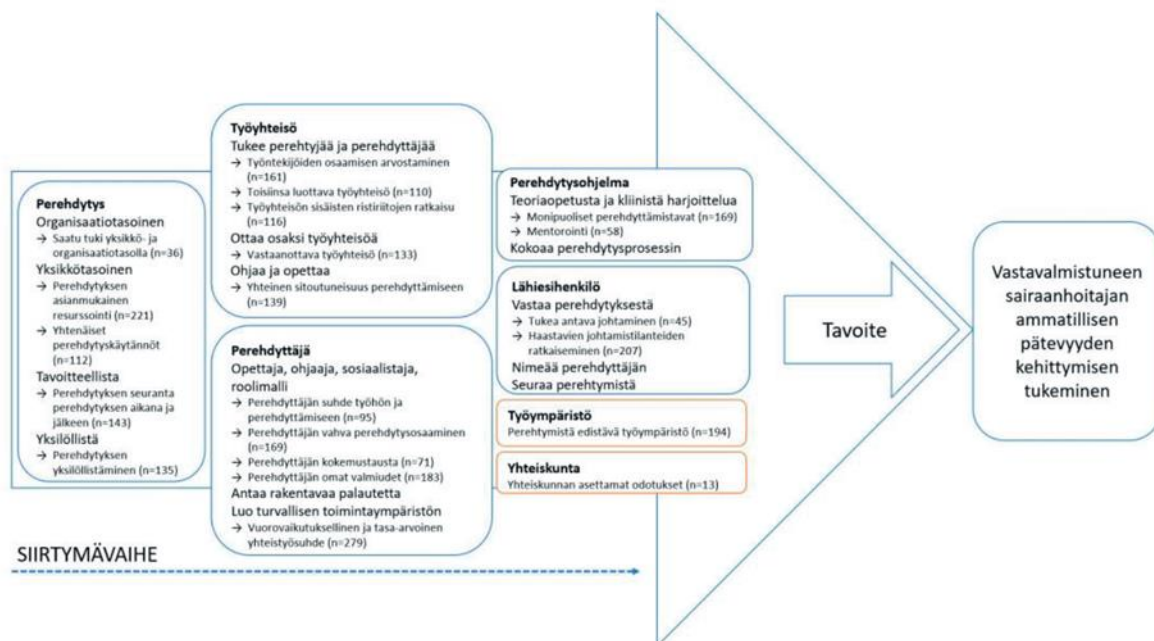 Perehdytys
Organisaatiotasoinen
→ Saatu tuki yksikkö- ja
organisaatiotasolla (n=36)
Yksikkötasoinen
→ Perehdytyksen
asianmukainen
resurssointi (n=221)
→ Yhtenäiset
perehdytyskäytännöt
(n=112)
Tavoitteellista
→ Perehdytyksen seuranta
perehdytyksen aikana ja
jälkeen (n=143)
Yksilöllistä
→ Perehdytyksen
yksilöllistäminen (n=135)
Työyhteisö
Tukee perehtyjää ja perehdyttäjää
→ Työntekijöiden osaamisen arvostaminen
(n=161)
→ Toisiinsa luottava työyhteisö (n=110)
→ Työyhteisön sisäisten ristiriitojen ratkaisu
(n=116)
Ottaa osaksi työyhteisöä
→ Vastaanottava työyhteisö (n=133)
Ohjaa ja opettaa
→ Yhteinen sitoutuneisuus perehdyttämiseen
(n=139)
Perehdyttäjä
Opettaja, ohjaaja, sosiaalistaja,
roolimalli
→ Perehdyttäjän suhde työhön ja
perehdyttämiseen (n=95)
→ Perehdyttäjän vahva perehdytysosaaminen
(n=169)
→ Perehdyttäjän kokemustausta (n=71)
→ Perehdyttäjän omat valmiudet (n=183)
Antaa rakentavaa palautetta
Luo turvallisen toimintaympäristön
→ Vuorovaikutuksellinen ja tasa-arvoinen
yhteistyösuhde (n=279)
Perehdytysohjelma
Teoriaopetusta ja kliinistä harjoittelua
→ Monipuoliset perehdyttämistavat (n=169)
→ Mentorointi (n=58)
Kokoaa perehdytysprosessin
Lähiesihenkilö
Vastaa perehdytyksestä
→ Tukea antava johtaminen (n=45)
→ Haastavien johtamistilanteiden
ratkaiseminen (n=207)
Nimeää perehdyttäjän
Seuraa perehtymistä
Työympäristö
Perehtymistä edistävä työympäristö (n=194)
Yhteiskunta
Yhteiskunnan asettamat odotukset (n=13)
Tavoite
Vastavalmistuneen
sairaanhoitajan
ammatillisen
pätevyyden
kehittymisen
tukeminen
SIIRTYMÄVAIHE